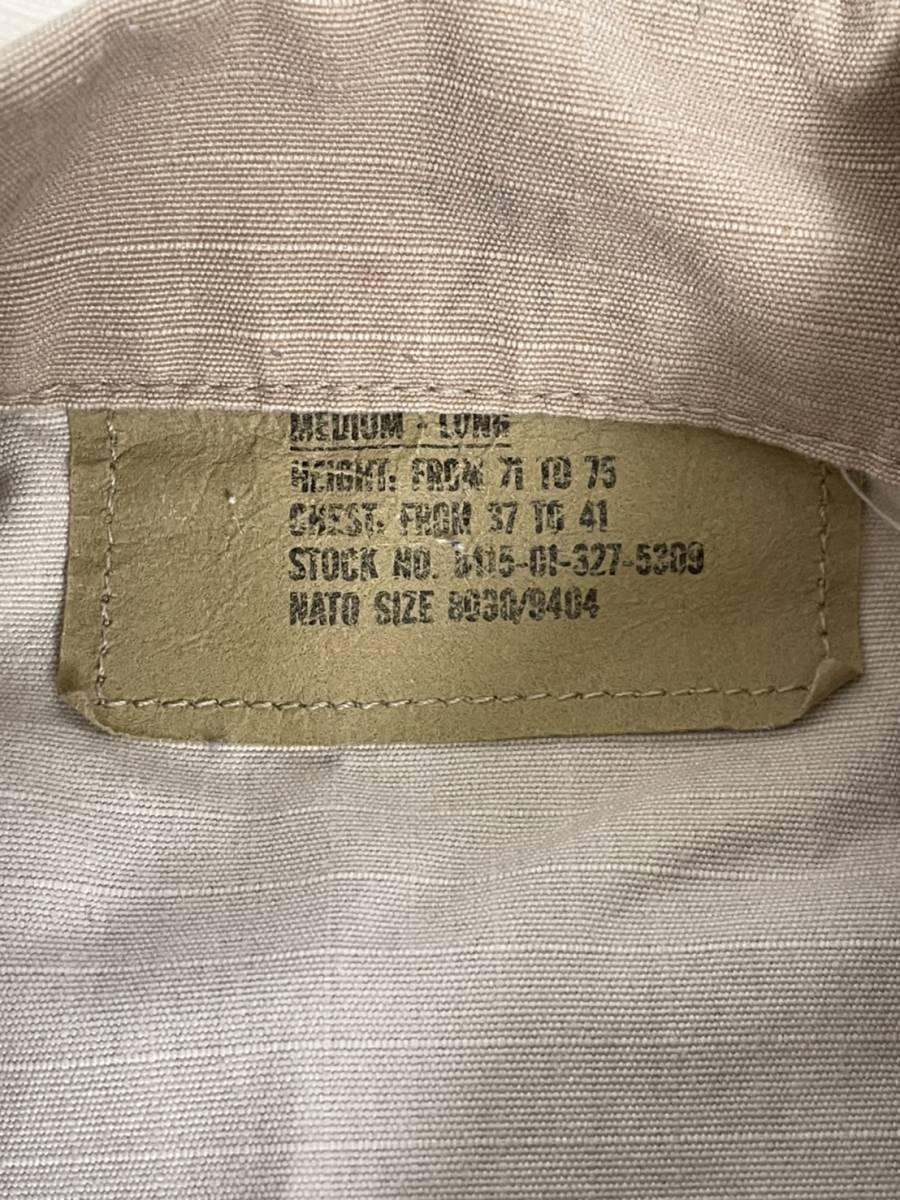 MEDIUM - LONG
HEIGHT: FROM 71 TO 75
CHEST: FROM 37 TO 41
STOCK NO. 8415-01-327-5309
NATO SIZE 8090/9404